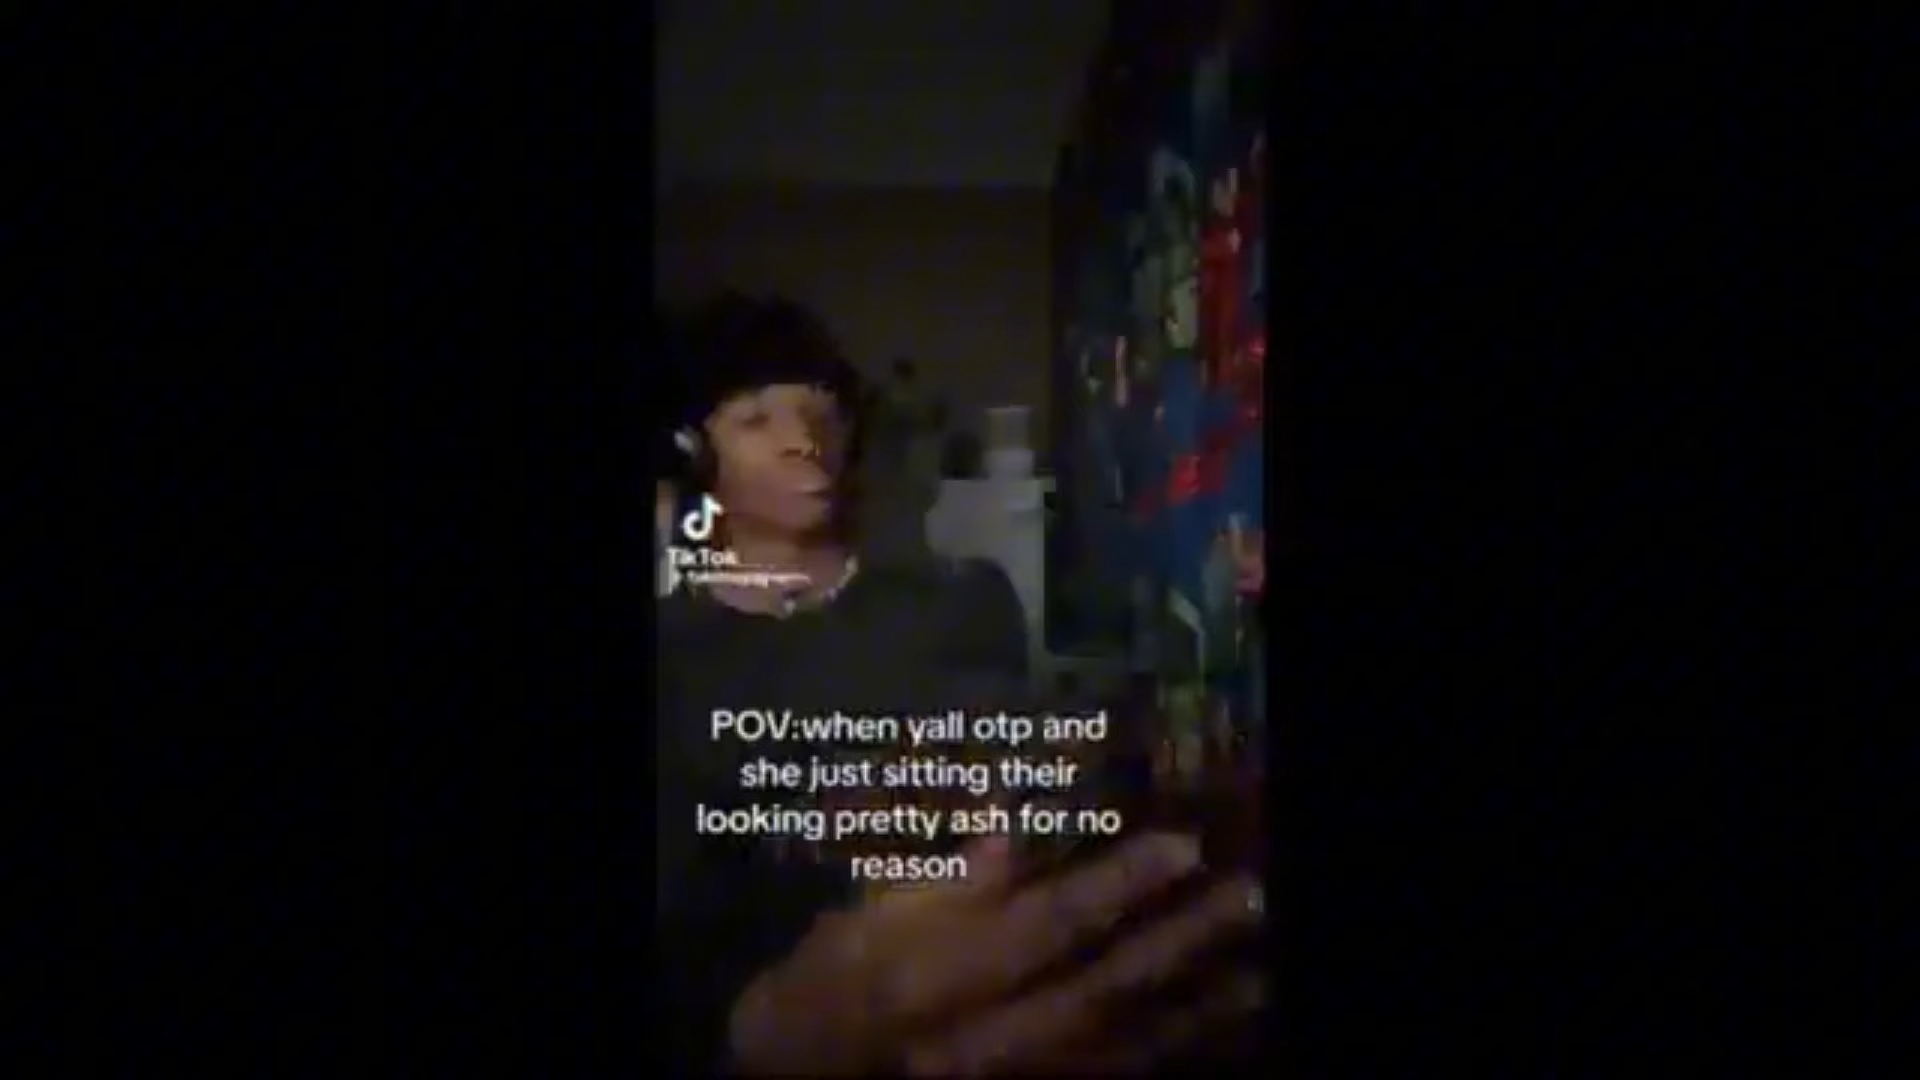 TikTok
POV:when yall otp and
she just sitting their
looking pretty ash for no
reason